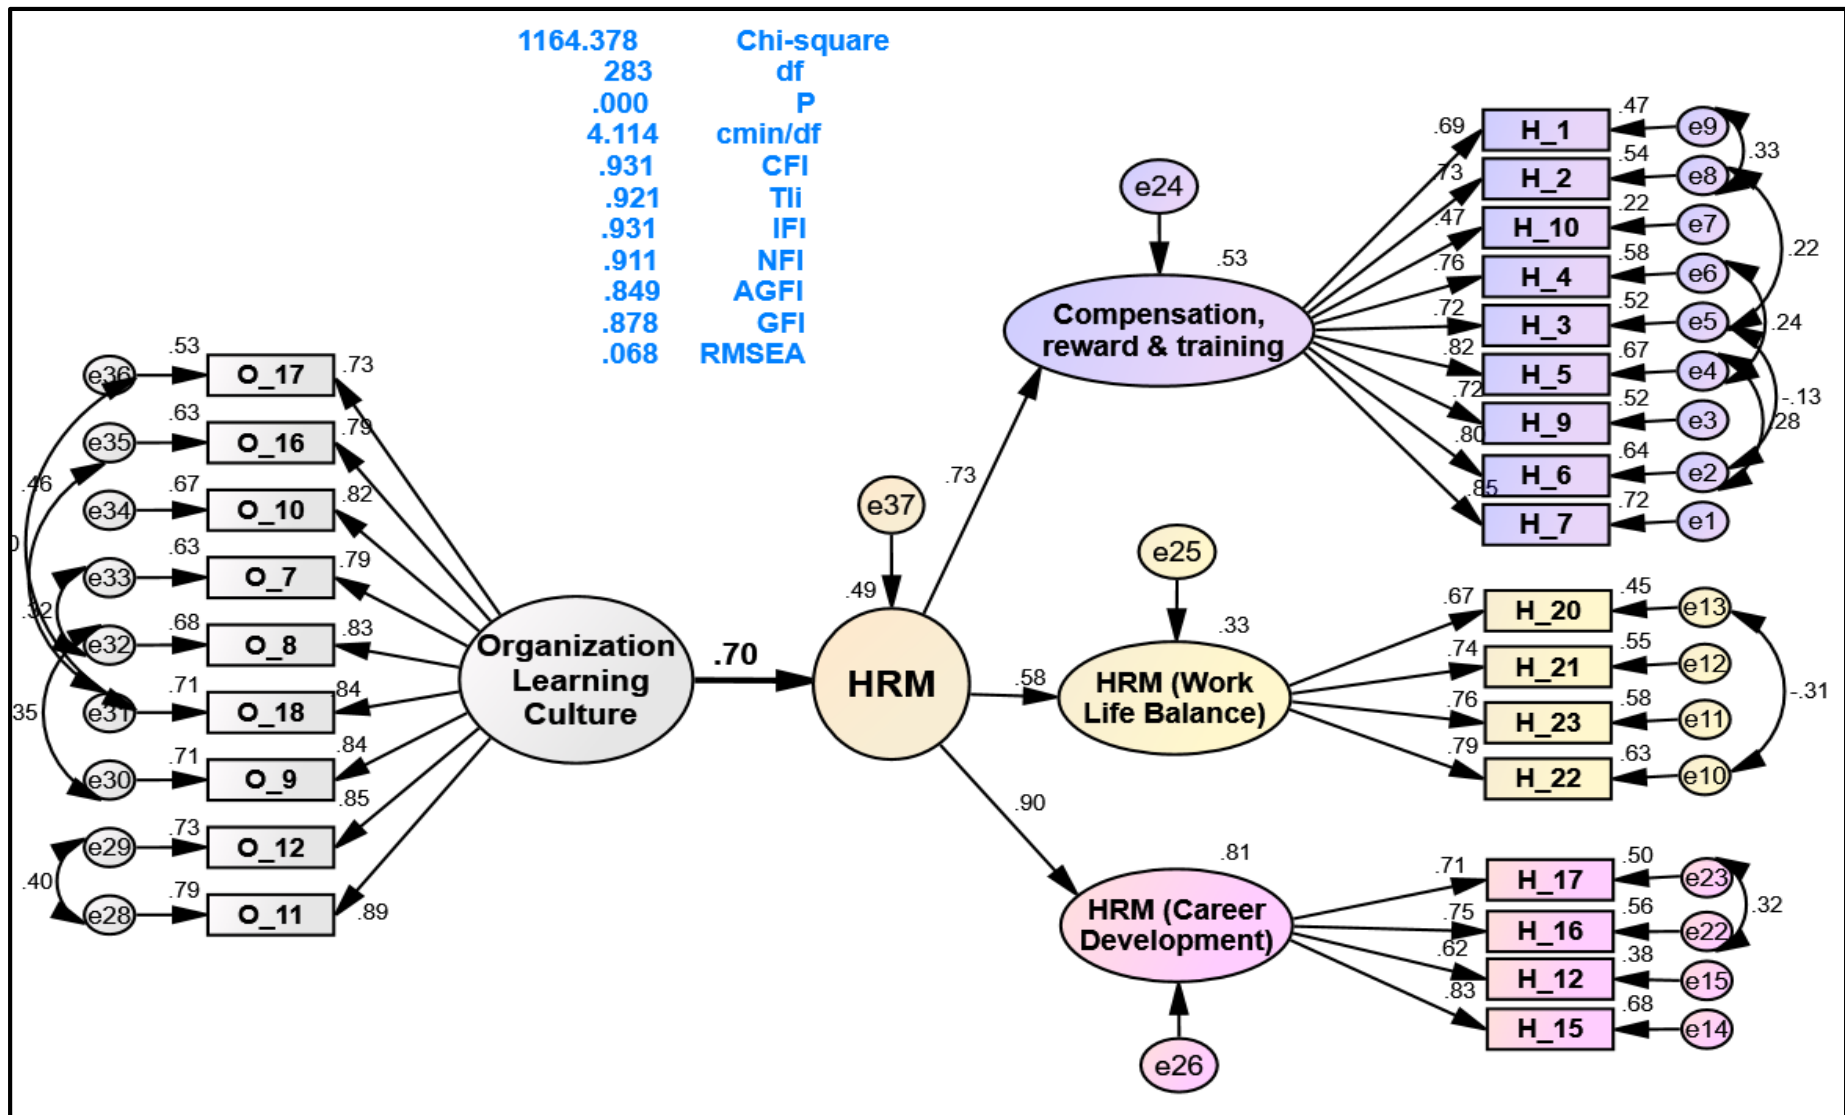 1164.378 Chi-square
283 df
.000 P
4.114 cmin/df
.931 CFI
.921 Tli
.931 IFI
.911 NFI
.849 AGFI
.878 GFI
.068 RMSEA
e36 .53 O_17 .73
e35 .63 O_16 .79
e34 .67 O_10 .82
e33 .63 O_7 .79
e32 .68 O_8 .83
e31 .71 O_18 .84
e30 .71 O_9 .84
e29 .73 O_12 .85
e28 .79 O_11 .89
.46
0
.32
.35
.40
Organization
Learning
Culture
.70
e37
.49
HRM
.73
.58
.90
e24
.53
Compensation,
reward & training
e25
.33
HRM (Work
Life Balance)
.81
HRM (Career
Development)
e26
.69 H_1 .47 e9
.73 H_2 .54 e8
.47 H_10 .22 e7
.76 H_4 .58 e6
.72 H_3 .52 e5
.82 H_5 .67 e4
.72 H_9 .52 e3
.80 H_6 .64 e2
.85 H_7 .72 e1
.33
.22
.24
-.13
.28
.67 H_20 .45 e13
.74 H_21 .55 e12
.76 H_23 .58 e11
.79 H_22 .63 e10
-.31
.71 H_17 .50 e23
.75 H_16 .56 e22
.62 H_12 .38 e15
.83 H_15 .68 e14
.32